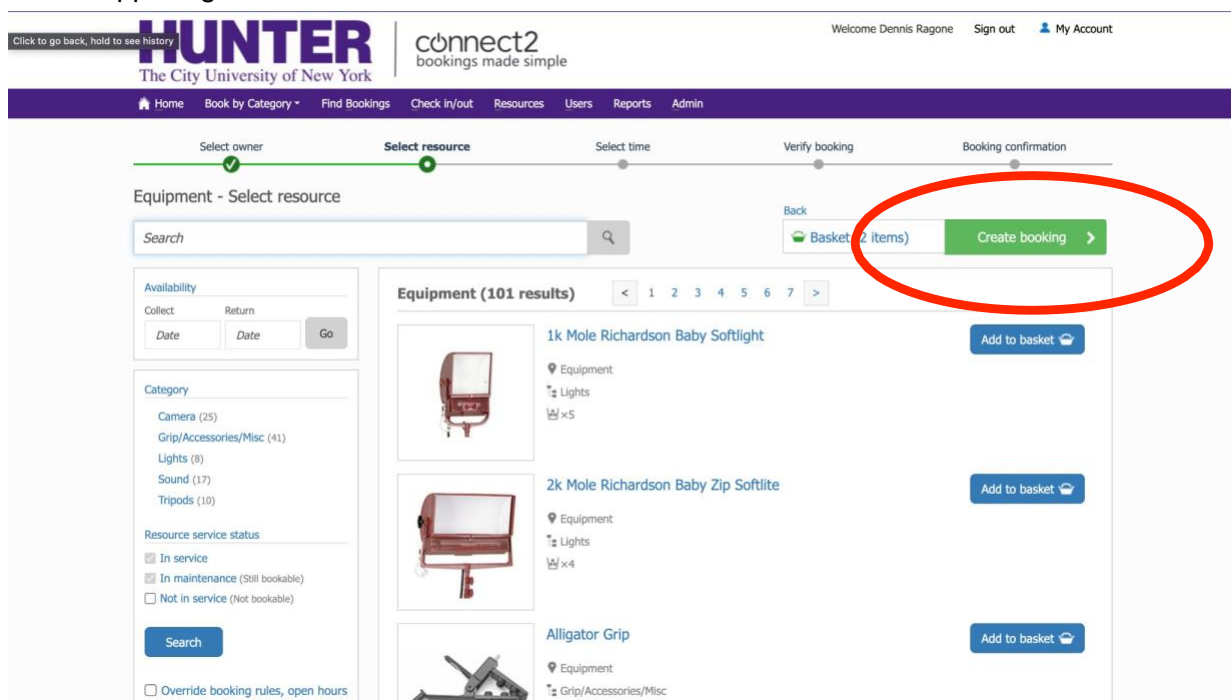 Click to go back, hold to see history
HUNTER
The City University of New York
connect2
bookings made simple
Welcome Dennis Ragone Sign out My Account
Home Book by Category Find Bookings Check in/out Resources Users Reports Admin
Select owner Select resource Select time Verify booking Booking confirmation
Equipment - Select resource
Back
Search
Basket 2 items) Create booking
Availability
Collect Return
Date Date Go
Category
Camera (25)
Grip/Accessories/Misc (41)
Lights (8)
Sound (17)
Tripods (10)
Resource service status
In service
In maintenance (Still bookable)
Not in service (Not bookable)
Search
Override booking rules, open hours
Equipment (101 results) < 1 2 3 4 5 6 7 >
1k Mole Richardson Baby Softlight
Add to basket
Equipment
Lights
×5
2k Mole Richardson Baby Zip Softlite
Add to basket
Equipment
Lights
×4
Alligator Grip
Add to basket
Equipment
Grip/Accessories/Misc